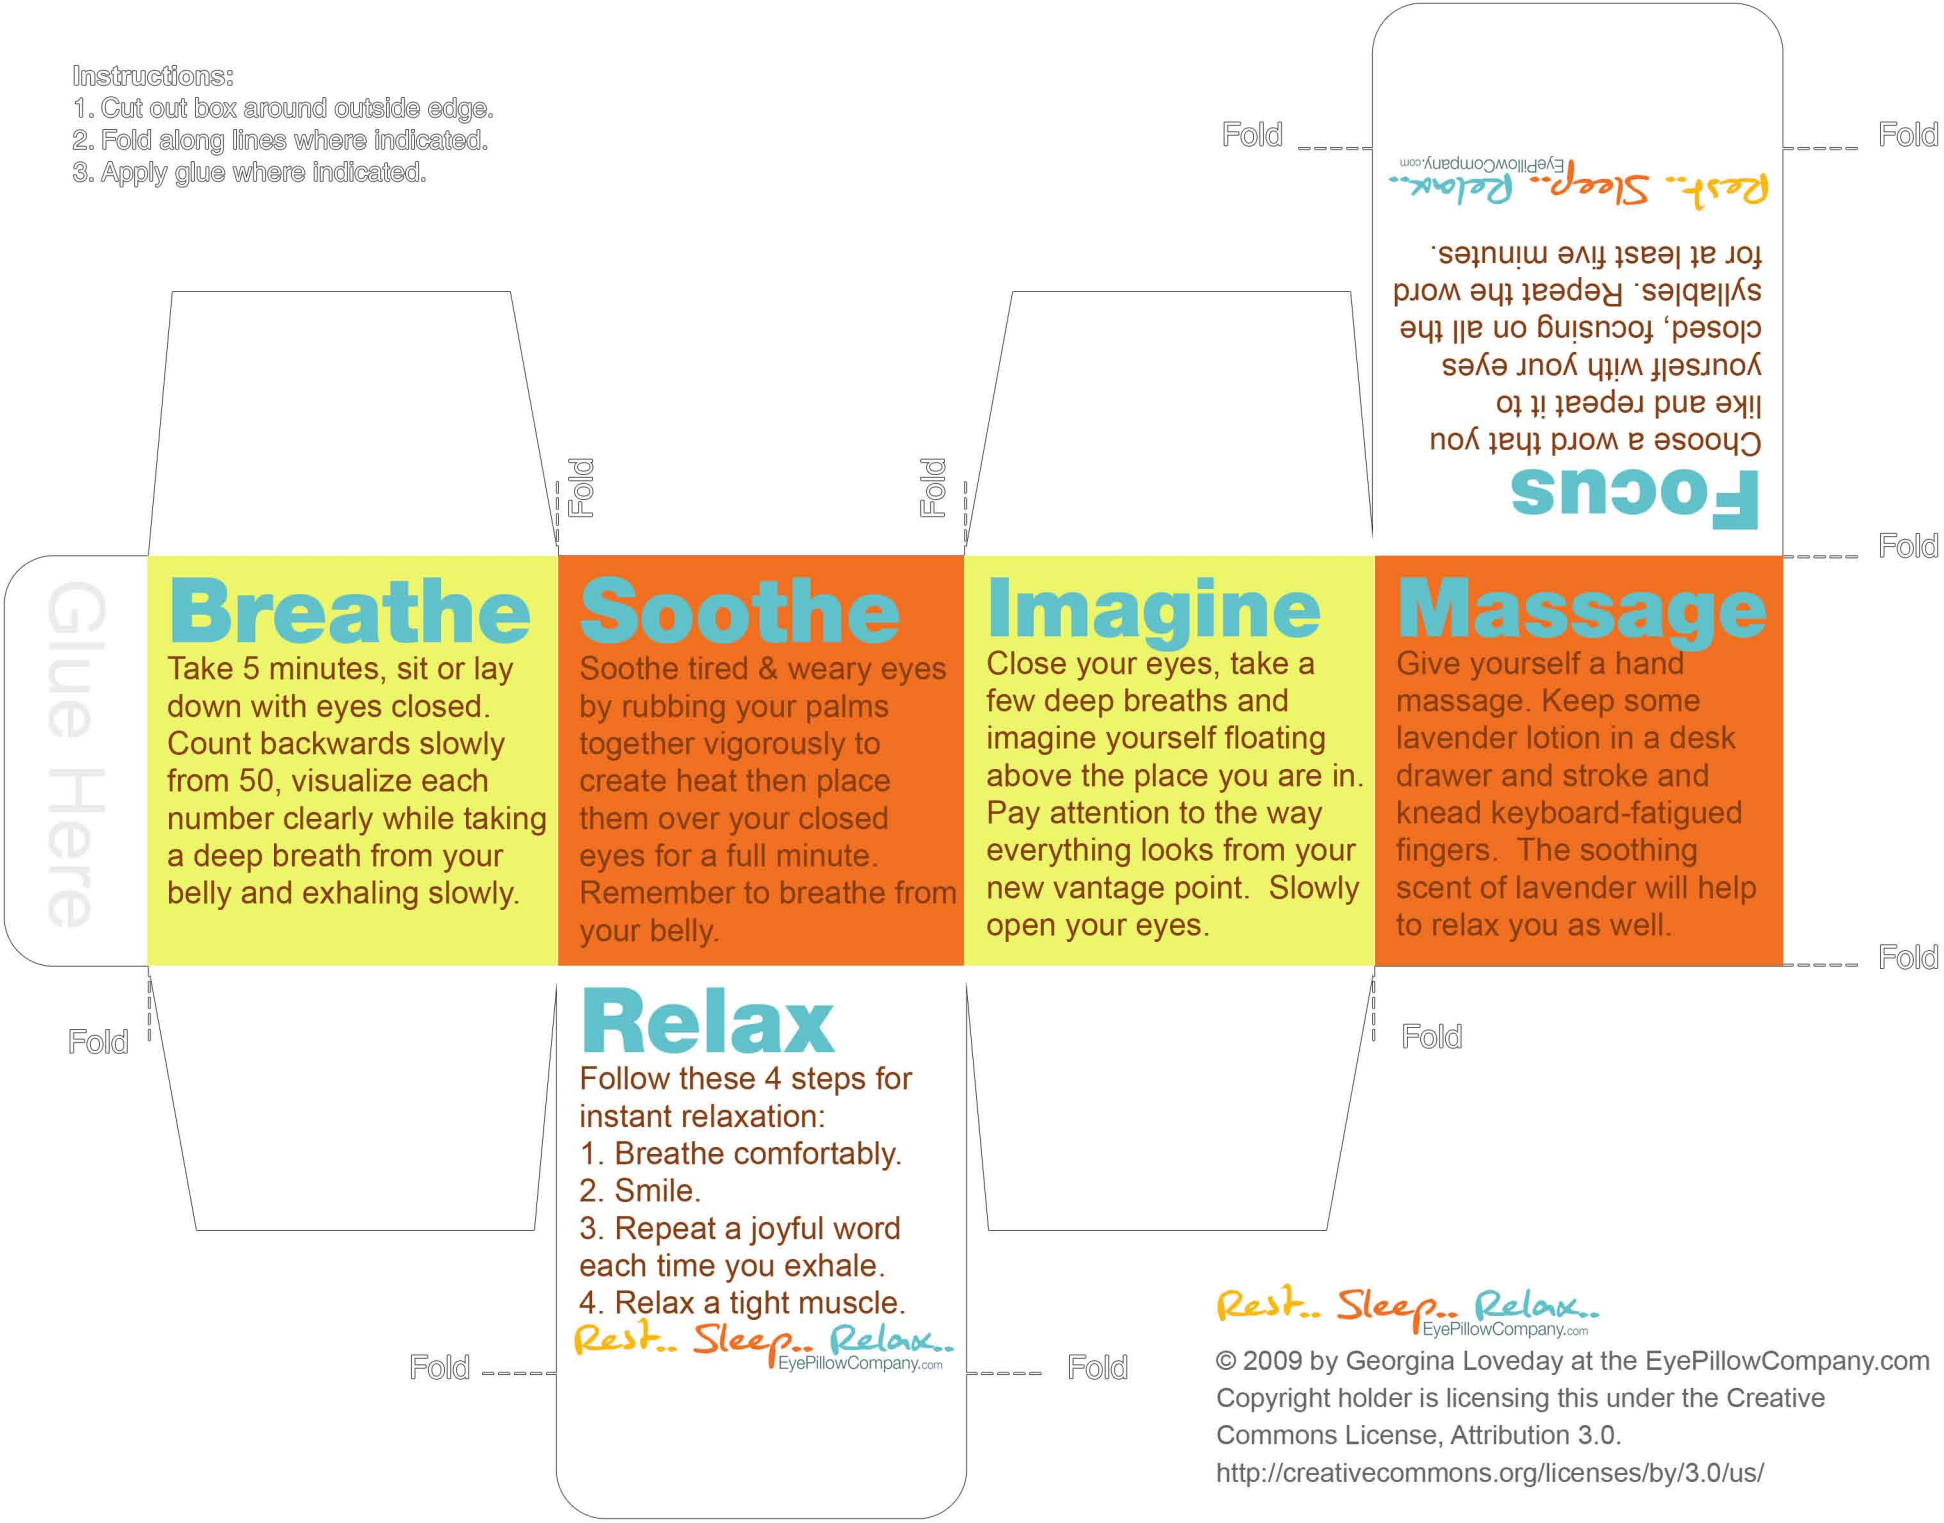 Instructions:
1. Cut out box around outside edge.
2. Fold along lines where indicated.
3. Apply glue where indicated.
Fold
Fold
Rest.. Sleep.. Relax..
EyePillowCompany.com
Focus
Choose a word that you
like and repeat it to
yourself with your eyes
closed, focusing on all the
syllables. Repeat the word
for at least five minutes.
Fold
Fold
Fold
Glue Here
Breathe
Take 5 minutes, sit or lay
down with eyes closed.
Count backwards slowly
from 50, visualize each
number clearly while taking
a deep breath from your
belly and exhaling slowly.
Soothe
Soothe tired & weary eyes
by rubbing your palms
together vigorously to
create heat then place
them over your closed
eyes for a full minute.
Remember to breathe from
your belly.
Imagine
Close your eyes, take a
few deep breaths and
imagine yourself floating
above the place you are in.
Pay attention to the way
everything looks from your
new vantage point.  Slowly
open your eyes.
Massage
Give yourself a hand
massage. Keep some
lavender lotion in a desk
drawer and stroke and
knead keyboard-fatigued
fingers.  The soothing
scent of lavender will help
to relax you as well.
Fold
Fold
Fold
Relax
Follow these 4 steps for
instant relaxation:
1. Breathe comfortably.
2. Smile.
3. Repeat a joyful word
each time you exhale.
4. Relax a tight muscle.
Rest.. Sleep.. Relax..
EyePillowCompany.com
Fold
Fold
Rest.. Sleep.. Relax..
EyePillowCompany.com
© 2009 by Georgina Loveday at the EyePillowCompany.com
Copyright holder is licensing this under the Creative
Commons License, Attribution 3.0.
http://creativecommons.org/licenses/by/3.0/us/